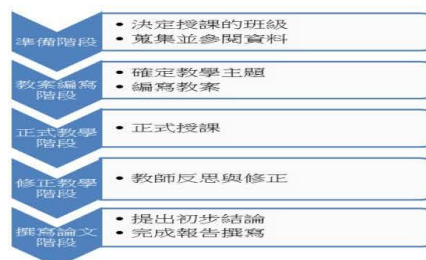 準備階段
• 決定授課的班級
• 蒐集並參閱資料
教案編寫
階段
• 確定教學主題
• 編寫教案
正式教學
階段
• 正式授課
修正教學
階段
• 教師反思與修正
撰寫論文
階段
• 提出初步結論
• 完成報告撰寫